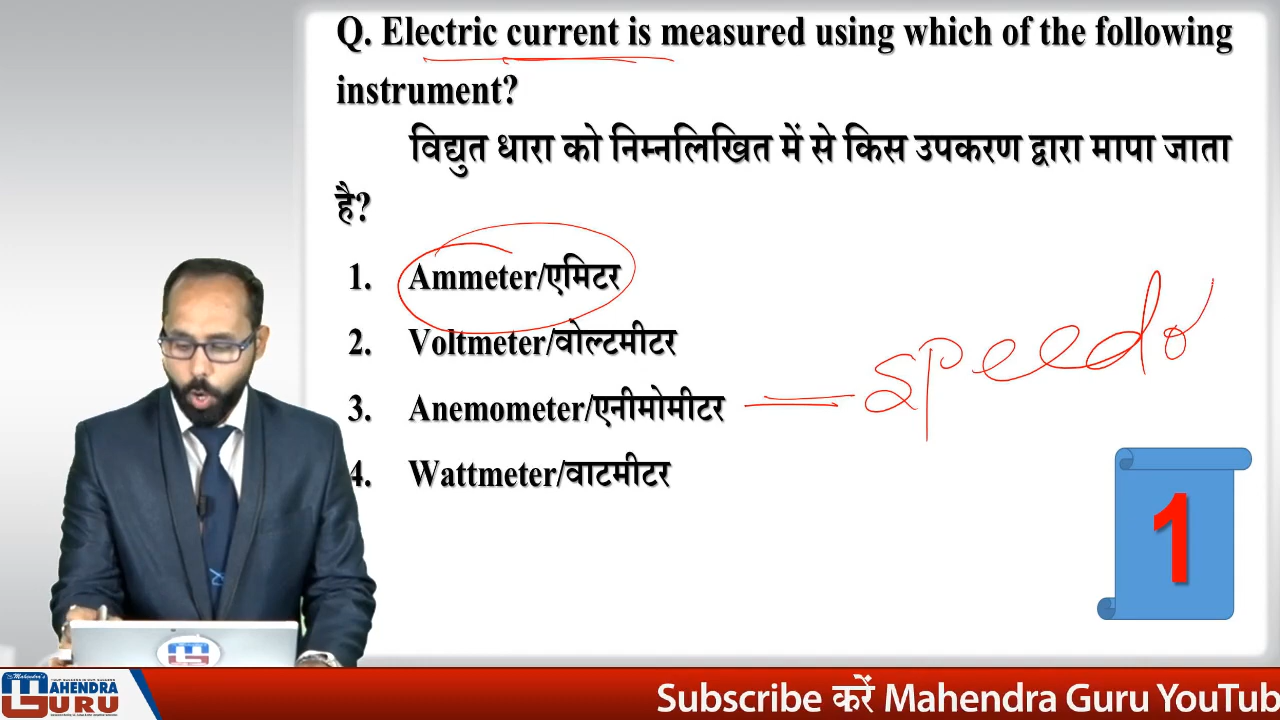 Q. Electric current is measured using which of the following
instrument?
विद्युत धारा को निम्नलिखित में से किस उपकरण द्वारा मापा जाता
है?
1. Ammeter/एमिटर
2. Voltmeter/वोल्टमीटर
3. Anemometer/एनीमोमीटर — speedo
4. Wattmeter/वाटमीटर
1
Mahendra's
MAHENDRA
GURU
Subscribe करें Mahendra Guru YouTub